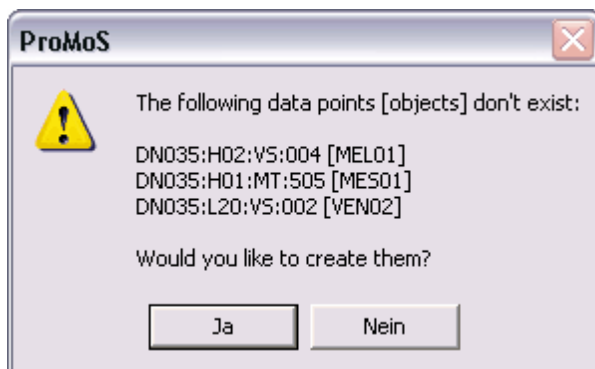 ProMoS
The following data points [objects] don't exist:
DN035:H02:VS:004 [MEL01]
DN035:H01:MT:505 [MES01]
DN035:L20:VS:002 [VEN02]
Would you like to create them?
Ja
Nein